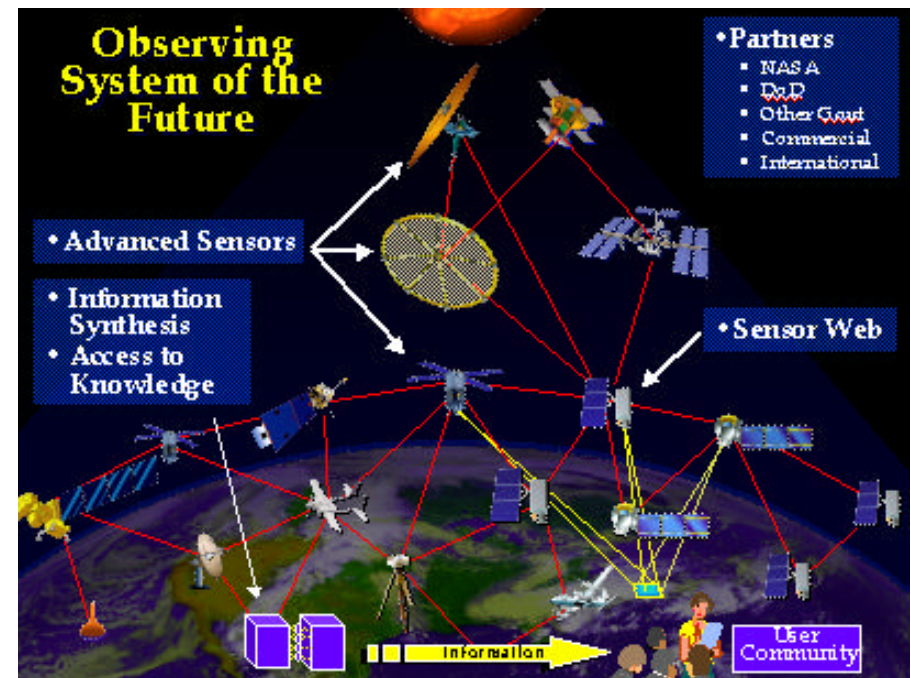 Observing
System of the
Future
•Partners
▪ NASA
▪ DoD
▪ Other Govt
▪ Commercial
▪ International
• Advanced Sensors
• Information
Synthesis
• Access to
Knowledge
• Sensor Web
Information
User
Community